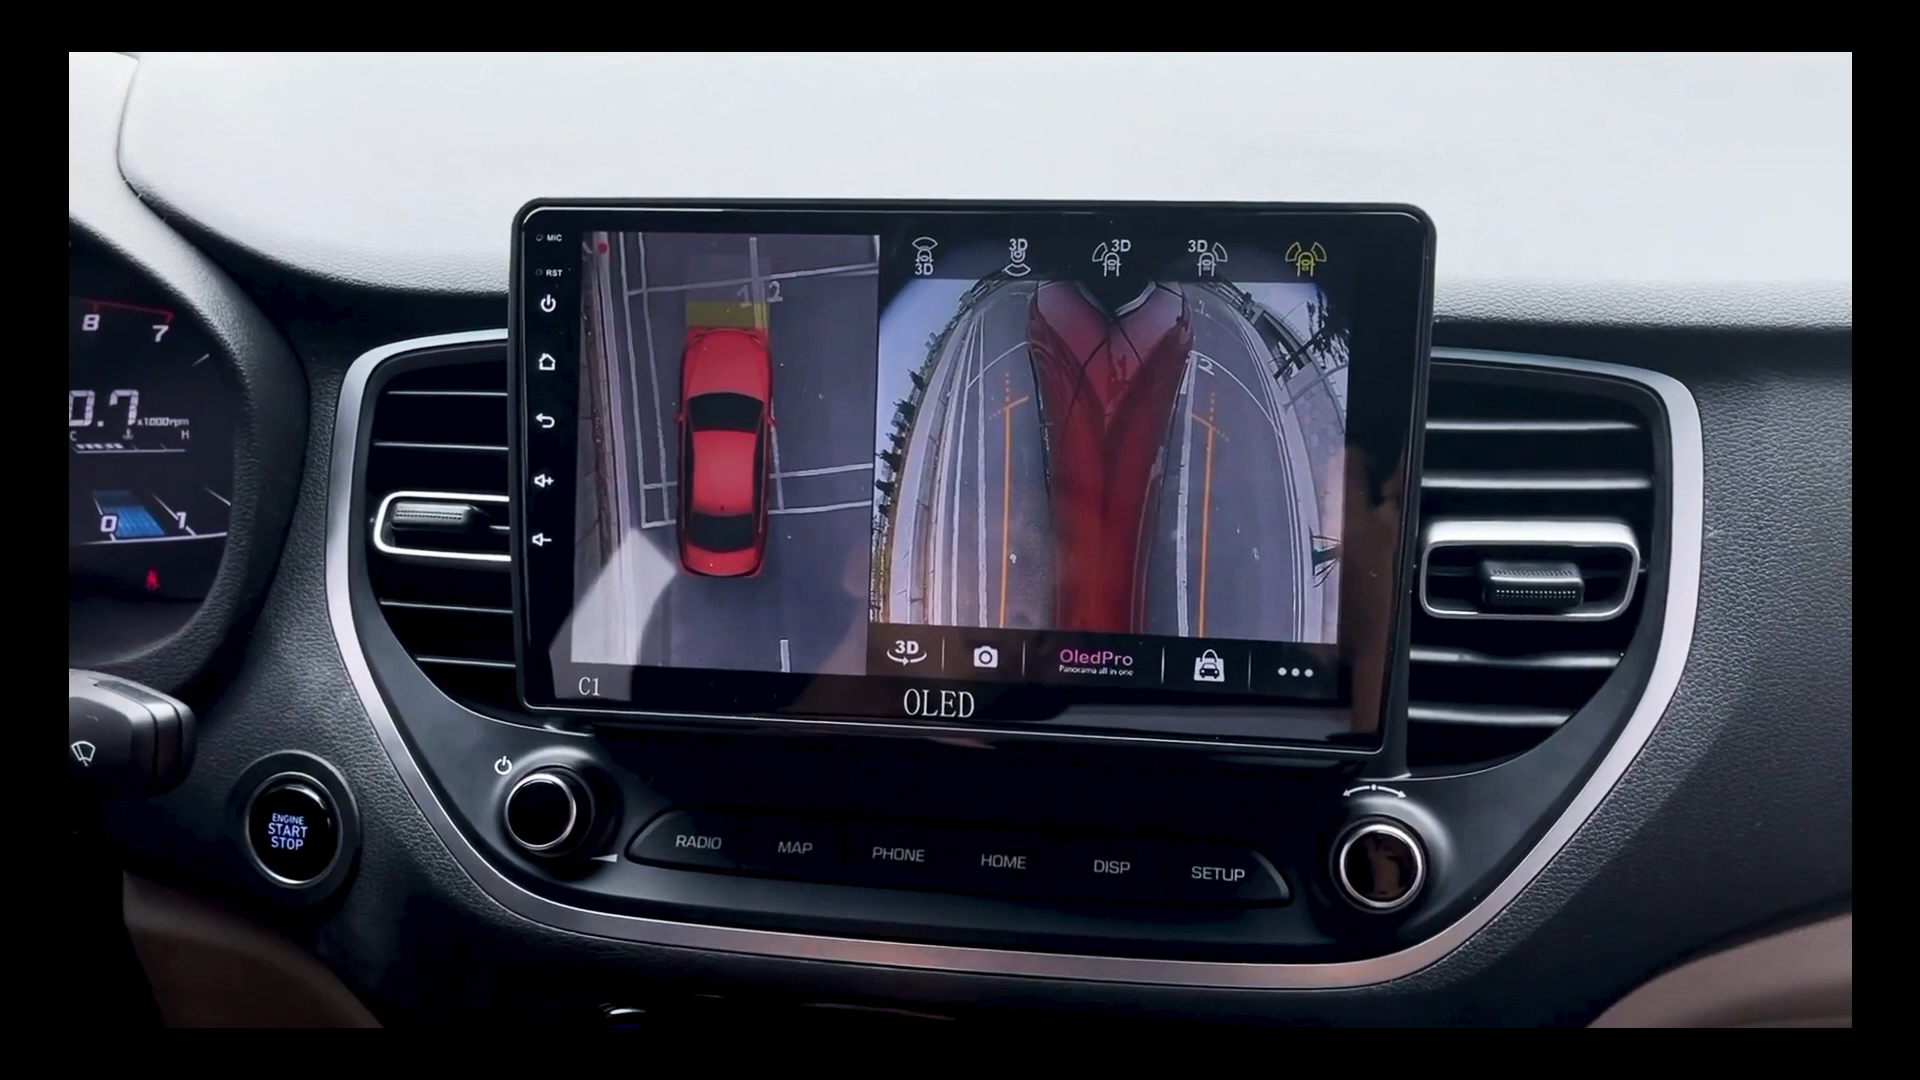 MIC
RST
8
7
0.7 x1000rpm
C H
0 1
12
2
3D
3D
3D
3D
3D
OledPro
Panorama all in one
C1
OLED
ENGINE
START
STOP
RADIO
MAP
PHONE
HOME
DISP
SETUP